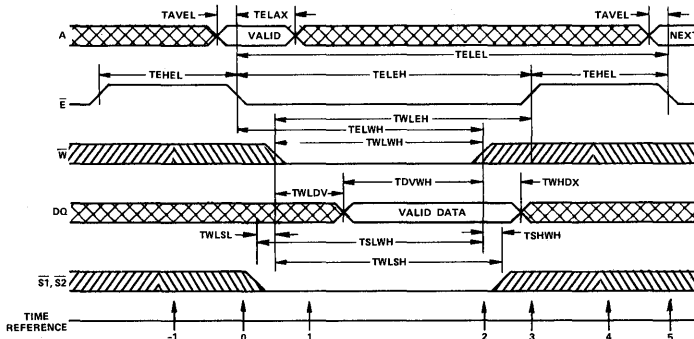 TAVEL TELAX TAVEL
A VALID NEXT
TELEL
TEHEL TELEH TEHEL
E
TWLEH
TELWH
W TWLWH
TWLDV TDVWH TWHDX
DQ VALID DATA
TWLSL TSLWH TSHWH
TWLSH
S1, S2
TIME
REFERENCE
-1 0 1 2 3 4 5